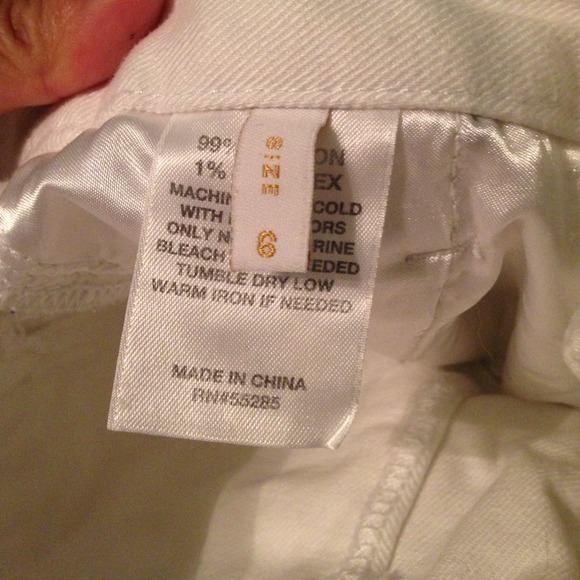 SIZE 6
99% ON
1% EX
MACHIN COLD
WITH ORS
ONLY N RINE
BLEACH EEDED
TUMBLE DRY LOW
WARM IRON IF NEEDED
MADE IN CHINA
RN#55285